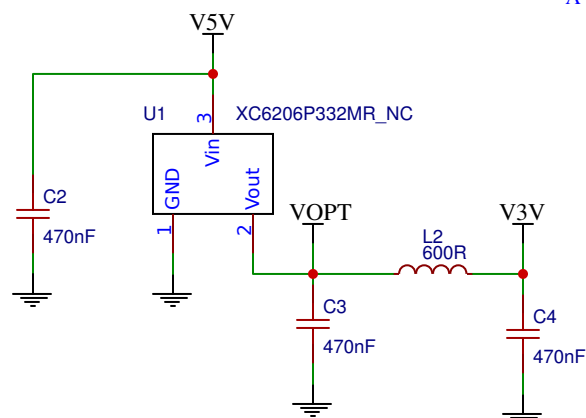 A
V5V
U1
XC6206P332MR_NC
3
Vin
GND
Vout
1
2
C2
470nF
VOPT
V3V
L2
600R
C3
470nF
C4
470nF